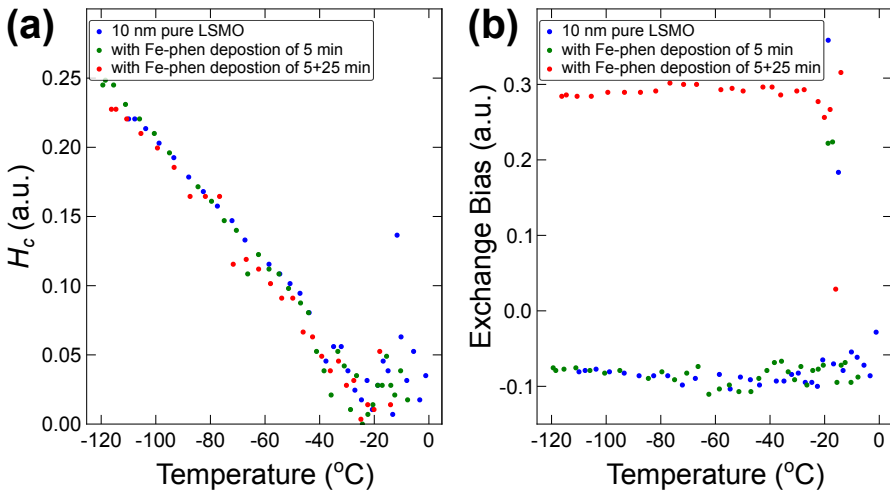 (a)
10 nm pure LSMO
with Fe-phen depostion of 5 min
with Fe-phen depostion of 5+25 min
0.25
0.20
0.15
0.10
0.05
0.00
Hc (a.u.)
-120 -100 -80 -60 -40 -20 0
Temperature (°C)
(b)
10 nm pure LSMO
with Fe-phen depostion of 5 min
with Fe-phen depostion of 5+25 min
0.3
0.2
0.1
0.0
-0.1
Exchange Bias (a.u.)
-120 -100 -80 -60 -40 -20 0
Temperature (°C)